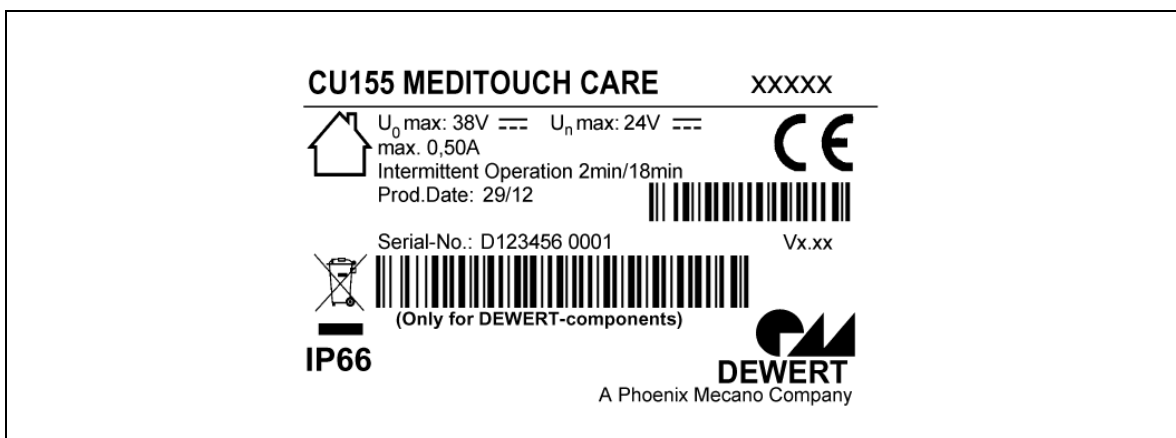 CU155 MEDITOUCH CARE xxxxx
U0 max: 38V Un max: 24V
max. 0,50A
Intermittent Operation 2min/18min
Prod.Date: 29/12
CE
Serial-No.: D123456 0001 Vx.xx
(Only for DEWERT-components)
IP66
DEWERT
A Phoenix Mecano Company